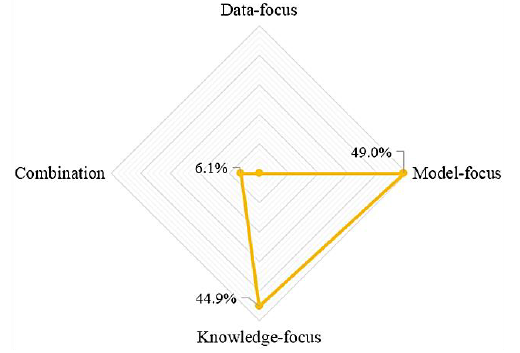 Data-focus
49.0%
6.1%
Combination
Model-focus
44.9%
Knowledge-focus